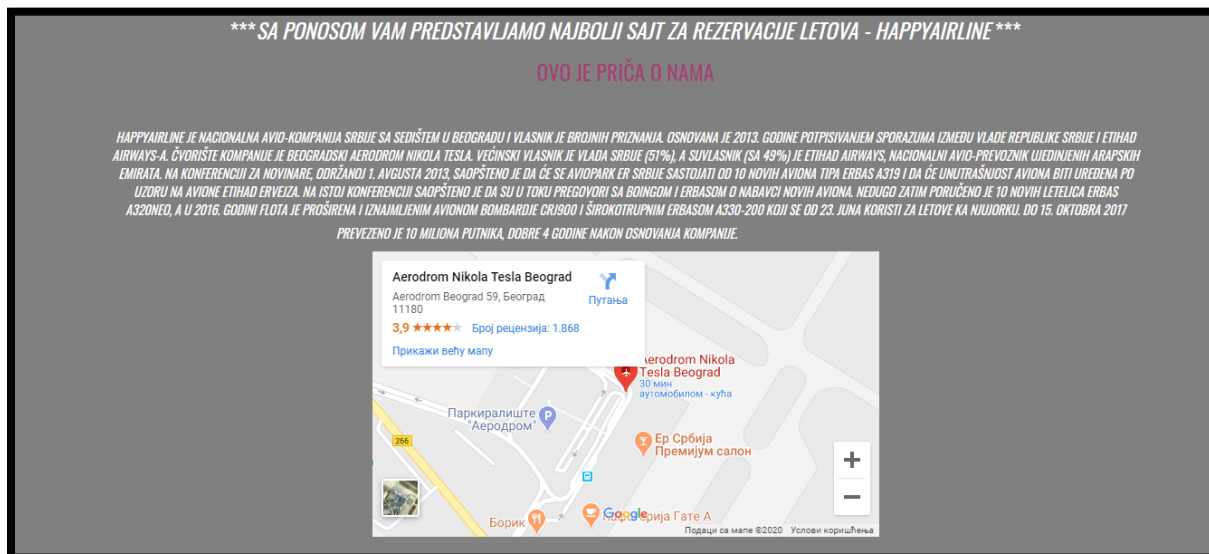 *** SA PONOSOM VAM PREDSTAVLJAMO NAJBOLJI SAJT ZA REZERVACIJE LETOVA - HAPPYAIRLINE ***
OVO JE PRIČA O NAMA
HAPPYAIRLINE JE NACIONALNA AVIO-KOMPANIJA SRBIJE SA SEDIŠTEM U BEOGRADU I VLASNIK JE BROJNIH PRIZNANJA. OSNOVANA JE 2013. GODINE POTPISIVANJEM SPORAZUMA IZMEĐU VLADE REPUBLIKE SRBIJE I ETIHAD
AIRWAYS-A. ČVORIŠTE KOMPANIJE JE BEOGRADSKI AERODROM NIKOLA TESLA. VEĆINSKI VLASNIK JE VLADA SRBIJE (51%), A SUVLASNIK (SA 49%) JE ETIHAD AIRWAYS, NACIONALNI AVIO-PREVOZNIK UJEDINJENIH ARAPSKIH
EMIRATA. NA KONFERENCIJI ZA NOVINARE, ODRŽANOJ 1. AVGUSTA 2013, SAOPŠTENO JE DA ĆE SE AVIOPARK ER SRBIJE SASTOJATI OD 10 NOVIH AVIONA TIPA ERBAS A319 I DA ĆE UNUTRAŠNJOST AVIONA BITI UREĐENA PO
UZORU NA AVIONE ETIHAD ERVEJZA. NA ISTOJ KONFERENCIJI SAOPŠTENO JE DA SU U TOKU PREGOVORI SA BOINGOM I ERBASOM O NABAVCI NOVIH AVIONA. NEDUGO ZATIM PORUČENO JE 10 NOVIH LETELICA ERBAS
A320NEO, A U 2016. GODINI FLOTA JE PROŠIRENA I IZNAJMLJENIM AVIONOM BOMBARDJE CRJ900 I ŠIROKOTRUPNIM ERBASOM A330-200 KOJI SE OD 23. JUNA KORISTI ZA LETOVE KA NJUJORKU. DO 15. OKTOBRA 2017
PREVEZENO JE 10 MILIONA PUTNIKA, DOBRE 4 GODINE NAKON OSNOVANJA KOMPANIJE.
Aerodrom Nikola Tesla Beograd
Aerodrom Beograd 59, Београд
11180
Путања
3,9 ★★★★★ Број рецензија: 1.868
Прикажи већу мапу
Aerodrom Nikola
Tesla Beograd
30 мин
аутомобилом - кућа
Паркиралиште
"Аеродром"
P
266
Ер Србија
Премијум салон
+
−
Борик
Google
Гате А
Подаци са мапе ©2020 Услови коришћења